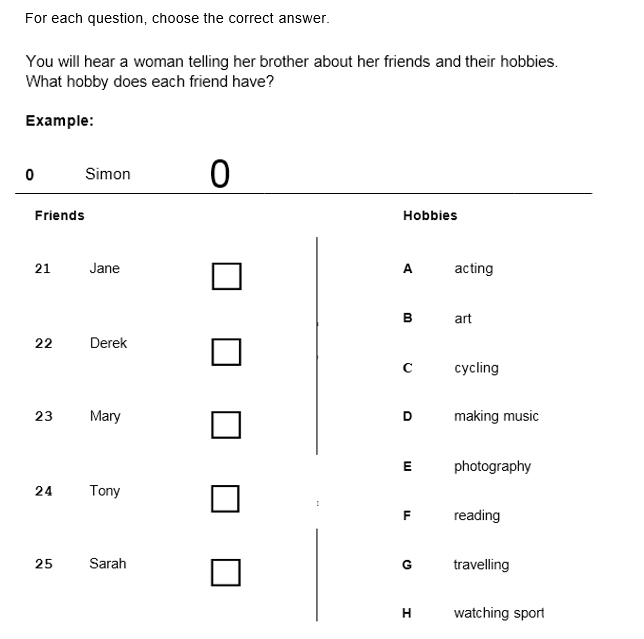 For each question, choose the correct answer.
You will hear a woman telling her brother about her friends and their hobbies.
What hobby does each friend have?
Example:
0 Simon 0
Friends Hobbies
21 Jane A acting
B art
22 Derek
C cycling
23 Mary D making music
E photography
24 Tony
F reading
25 Sarah G travelling
H watching sport